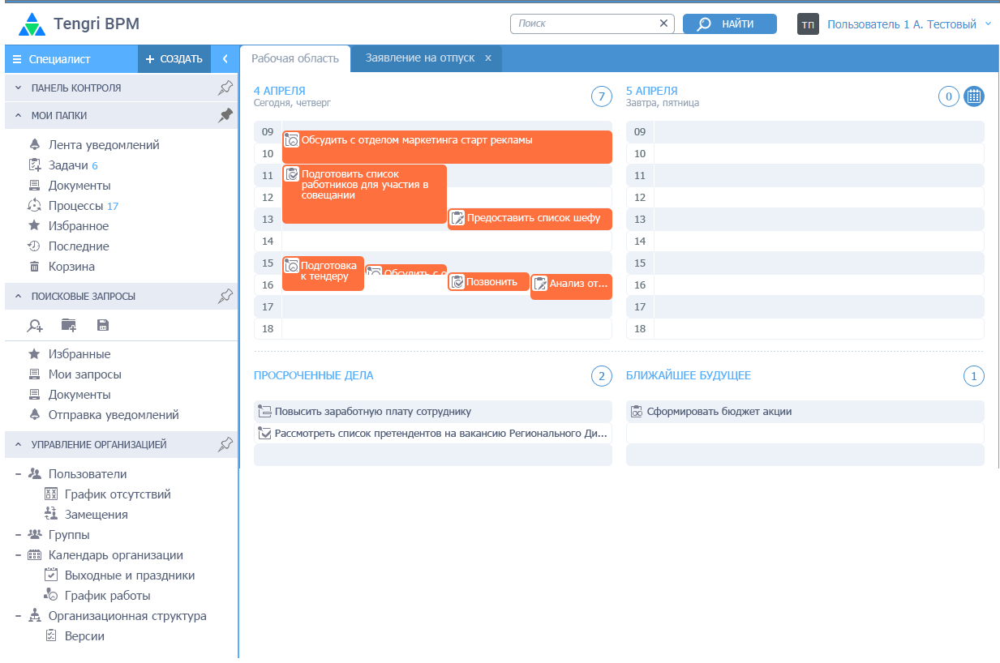 Tengri BPM
Поиск
НАЙТИ
ТП
Пользователь 1 А. Тестовый
Специалист
СОЗДАТЬ
Рабочая область
Заявление на отпуск
ПАНЕЛЬ КОНТРОЛЯ
МОИ ПАПКИ
Лента уведомлений
Задачи 6
Документы
Процессы 17
Избранное
Последние
Корзина
ПОИСКОВЫЕ ЗАПРОСЫ
Избранные
Мои запросы
Документы
Отправка уведомлений
УПРАВЛЕНИЕ ОРГАНИЗАЦИЕЙ
Пользователи
График отсутствий
Замещения
Группы
Календарь организации
Выходные и праздники
График работы
Организационная структура
Версии
4 АПРЕЛЯ
Сегодня, четверг
7
09
10
11
12
13
14
15
16
17
18
Обсудить с отделом маркетинга старт рекламы
Подготовить список
работников для участия в
совещании
Предоставить список шефу
Подготовка
к тендеру
Обсудить с о
Позвонить
Анализ от...
5 АПРЕЛЯ
Завтра, пятница
0
09
10
11
12
13
14
15
16
17
18
ПРОСРОЧЕННЫЕ ДЕЛА
2
Повысить заработную плату сотруднику
Рассмотреть список претендентов на вакансию Регионального Ди...
БЛИЖАЙШЕЕ БУДУЩЕЕ
1
Сформировать бюджет акции